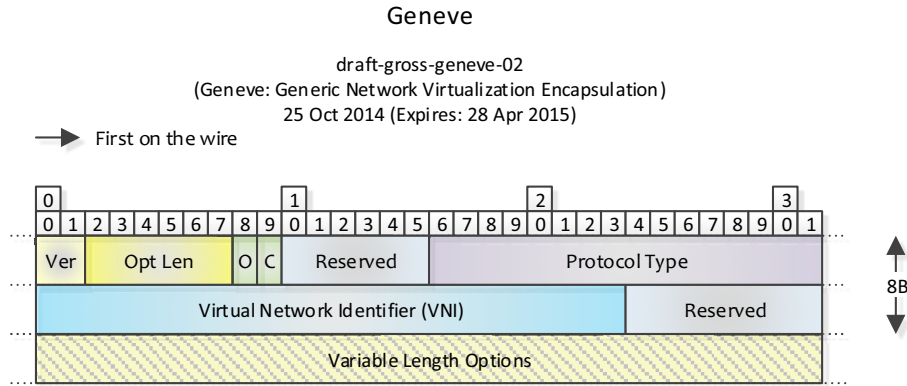 Geneve
draft-gross-geneve-02
(Geneve: Generic Network Virtualization Encapsulation)
25 Oct 2014 (Expires: 28 Apr 2015)
First on the wire
0 1 2 3
0 1 2 3 4 5 6 7 8 9 0 1 2 3 4 5 6 7 8 9 0 1 2 3 4 5 6 7 8 9 0 1
Ver Opt Len O C Reserved Protocol Type
8B
Virtual Network Identifier (VNI) Reserved
Variable Length Options